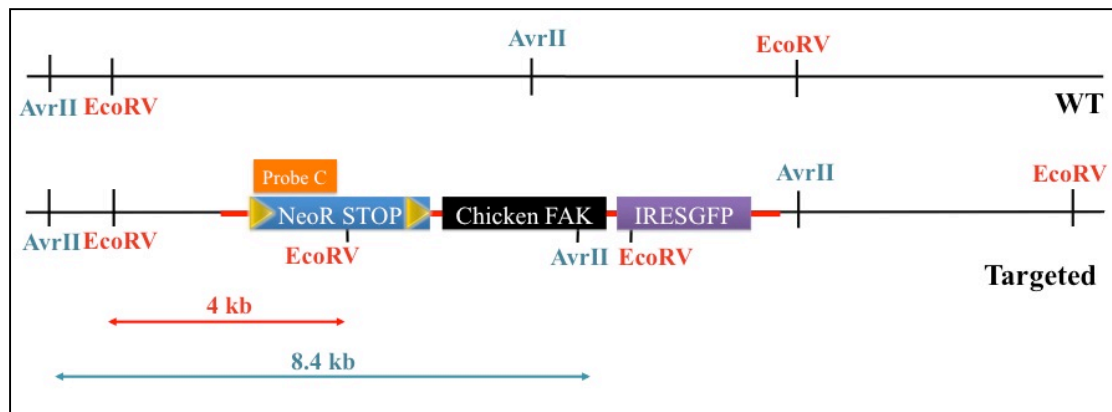 AvrII
EcoRV
AvrII EcoRV
WT
Probe C
AvrII
EcoRV
NeoR STOP
Chicken FAK
IRESGFP
AvrII EcoRV
EcoRV
AvrII EcoRV
Targeted
4 kb
8.4 kb